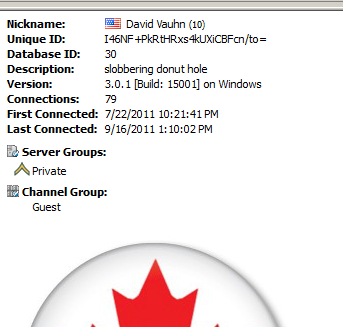 Nickname: David Vauhn (10)
Unique ID: I46NF+PkRtHRxs4kUXiCBFcn/to=
Database ID: 30
Description: slobbering donut hole
Version: 3.0.1 [Build: 15001] on Windows
Connections: 79
First Connected: 7/22/2011 10:21:41 PM
Last Connected: 9/16/2011 1:10:02 PM
Server Groups:
Private
Channel Group:
Guest